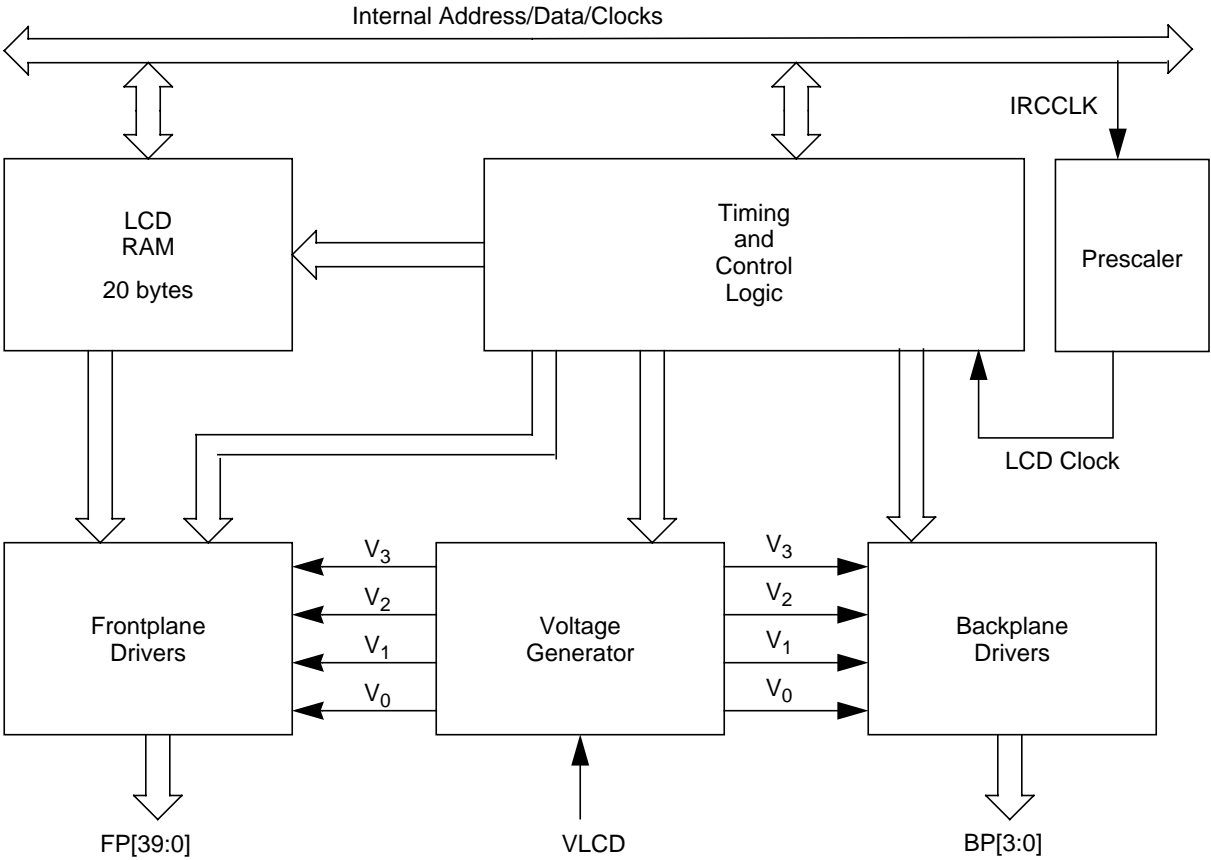 Internal Address/Data/Clocks
IRCCLK
LCD
RAM
20 bytes
Timing
and
Control
Logic
Prescaler
LCD Clock
V3
V2
V1
V0
V3
V2
V1
V0
Frontplane
Drivers
Voltage
Generator
Backplane
Drivers
FP[39:0]
VLCD
BP[3:0]